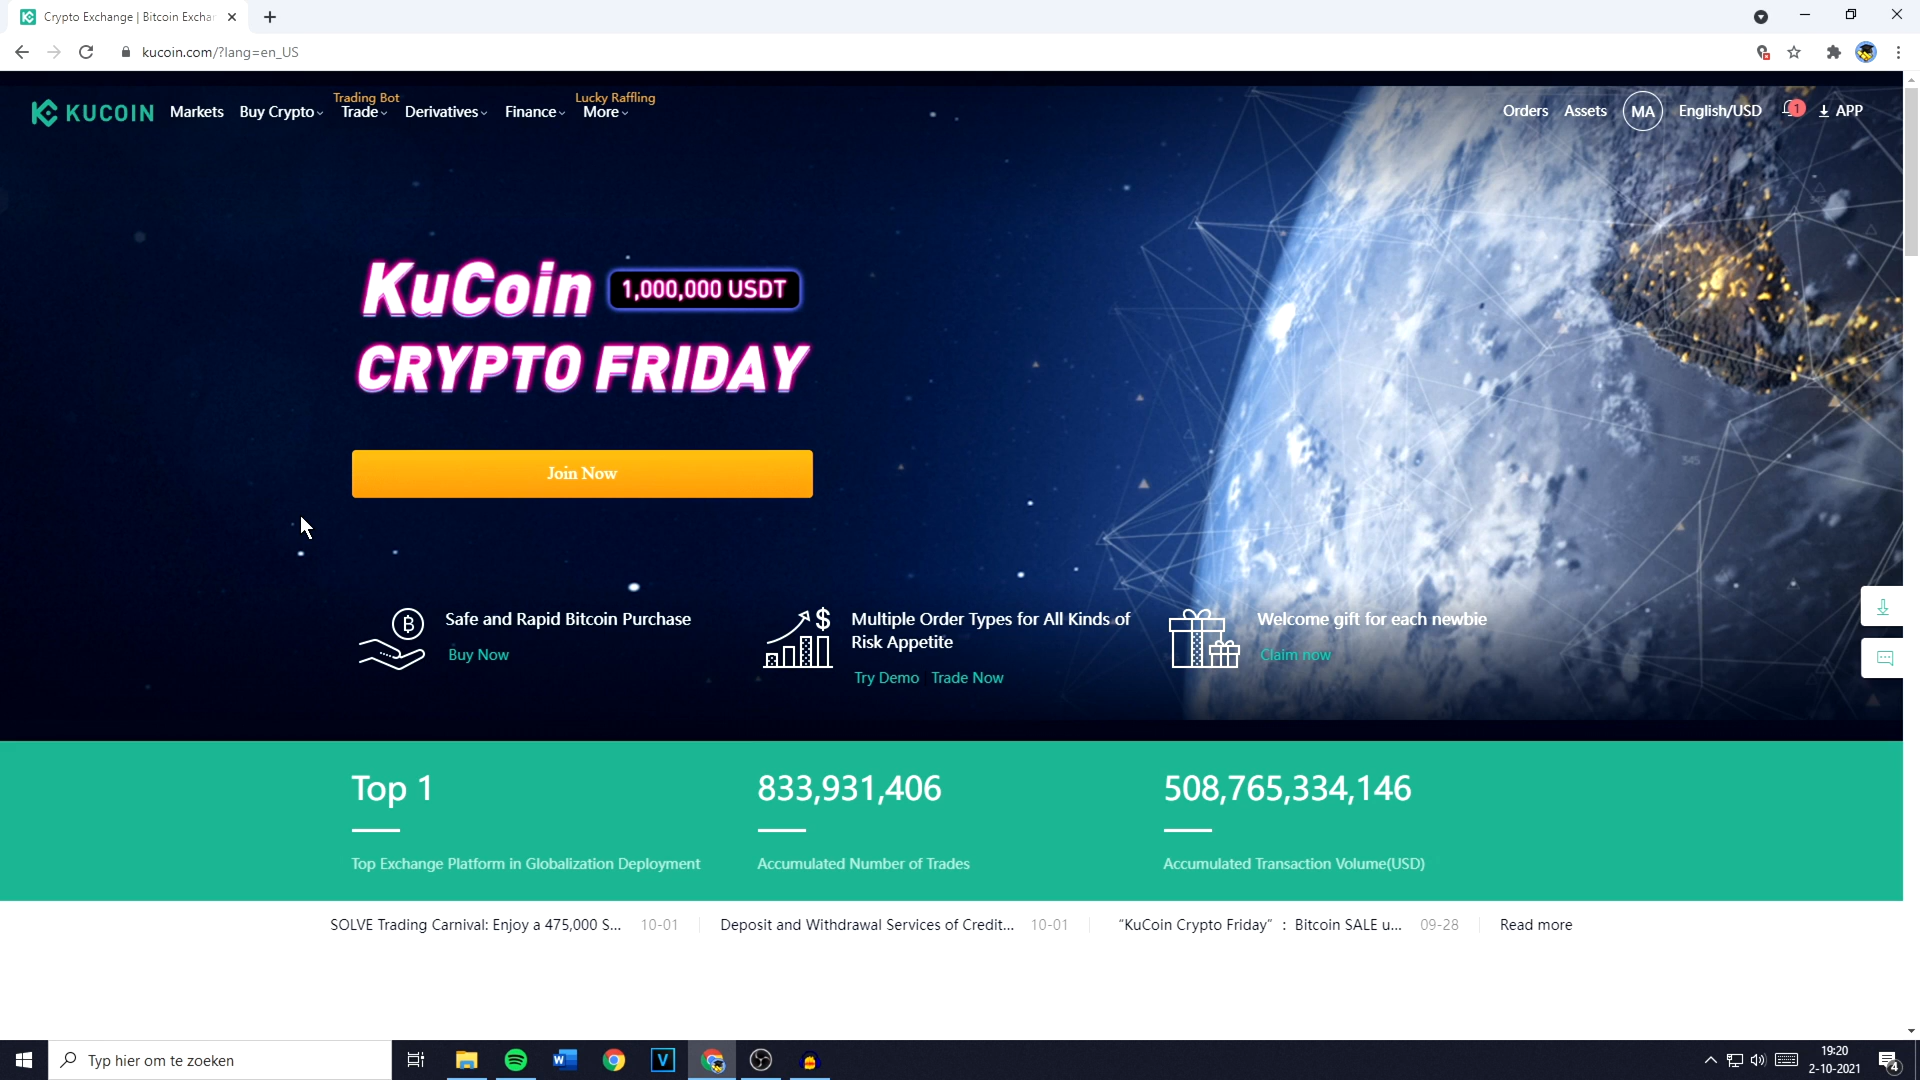 Crypto Exchange | Bitcoin Exchan
kucoin.com/?lang=en_US
Trading Bot
Lucky Raffling
KUCOIN Markets Buy Crypto Trade Derivatives Finance More Orders Assets MA English/USD 1 APP
KuCoin 1,000,000 USDT
CRYPTO FRIDAY
Join Now
Safe and Rapid Bitcoin Purchase
Buy Now
Multiple Order Types for All Kinds of
Risk Appetite
Try Demo Trade Now
Welcome gift for each newbie
Claim now
Top 1
Top Exchange Platform in Globalization Deployment
833,931,406
Accumulated Number of Trades
508,765,334,146
Accumulated Transaction Volume(USD)
SOLVE Trading Carnival: Enjoy a 475,000 S... 10-01
Deposit and Withdrawal Services of Credit... 10-01
“KuCoin Crypto Friday” : Bitcoin SALE u... 09-28
Read more
Typ hier om te zoeken
19:20
2-10-2021
4